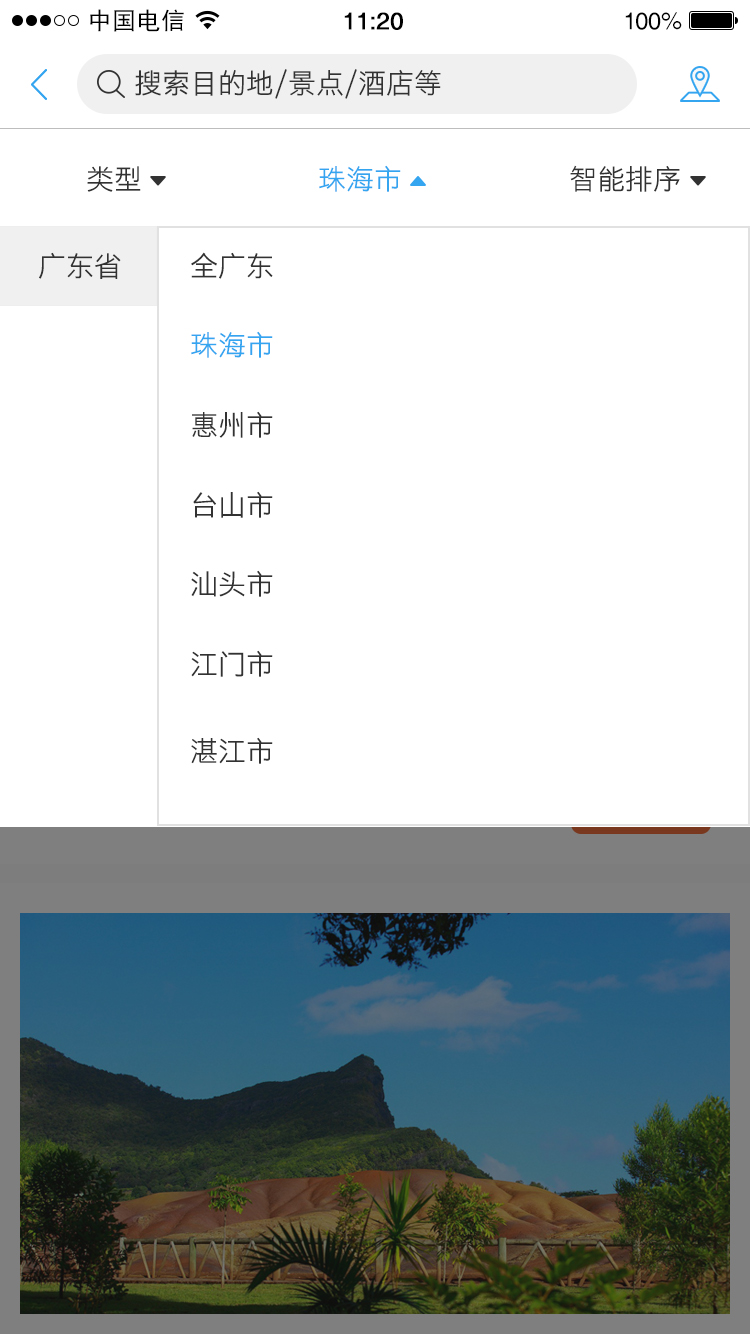 中国电信 11:20 100%
搜索目的地/景点/酒店等
类型 珠海市 智能排序
广东省 全广东
珠海市
惠州市
台山市
汕头市
江门市
湛江市